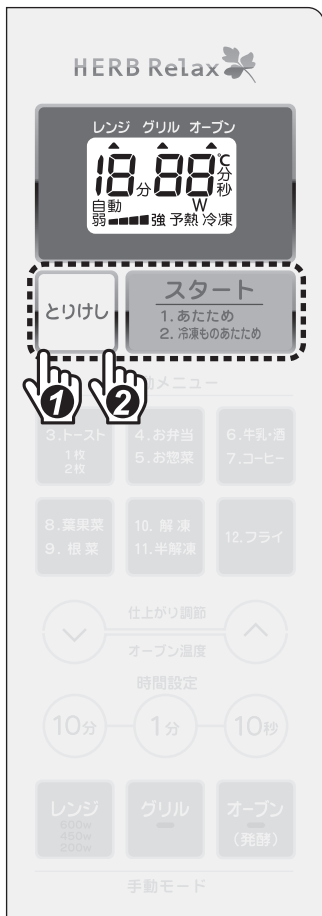 HERB Relax
レンジ グリル オーブン
18分88℃分秒
自動 W
弱 強 予熱 冷凍
とりけし
スタート
1.あたため
2.冷凍ものあたため
1 2
動メニュー
3.トースト
1枚
2枚
4.お弁当
5.お惣菜
6.牛乳・酒
7.コーヒー
8.葉果菜
9.根菜
10.解凍
11.半解凍
12.フライ
仕上がり調節
オーブン温度
時間設定
10分 1分 10秒
レンジ
600w
450w
200w
グリル
オーブン
(発酵)
手動モード